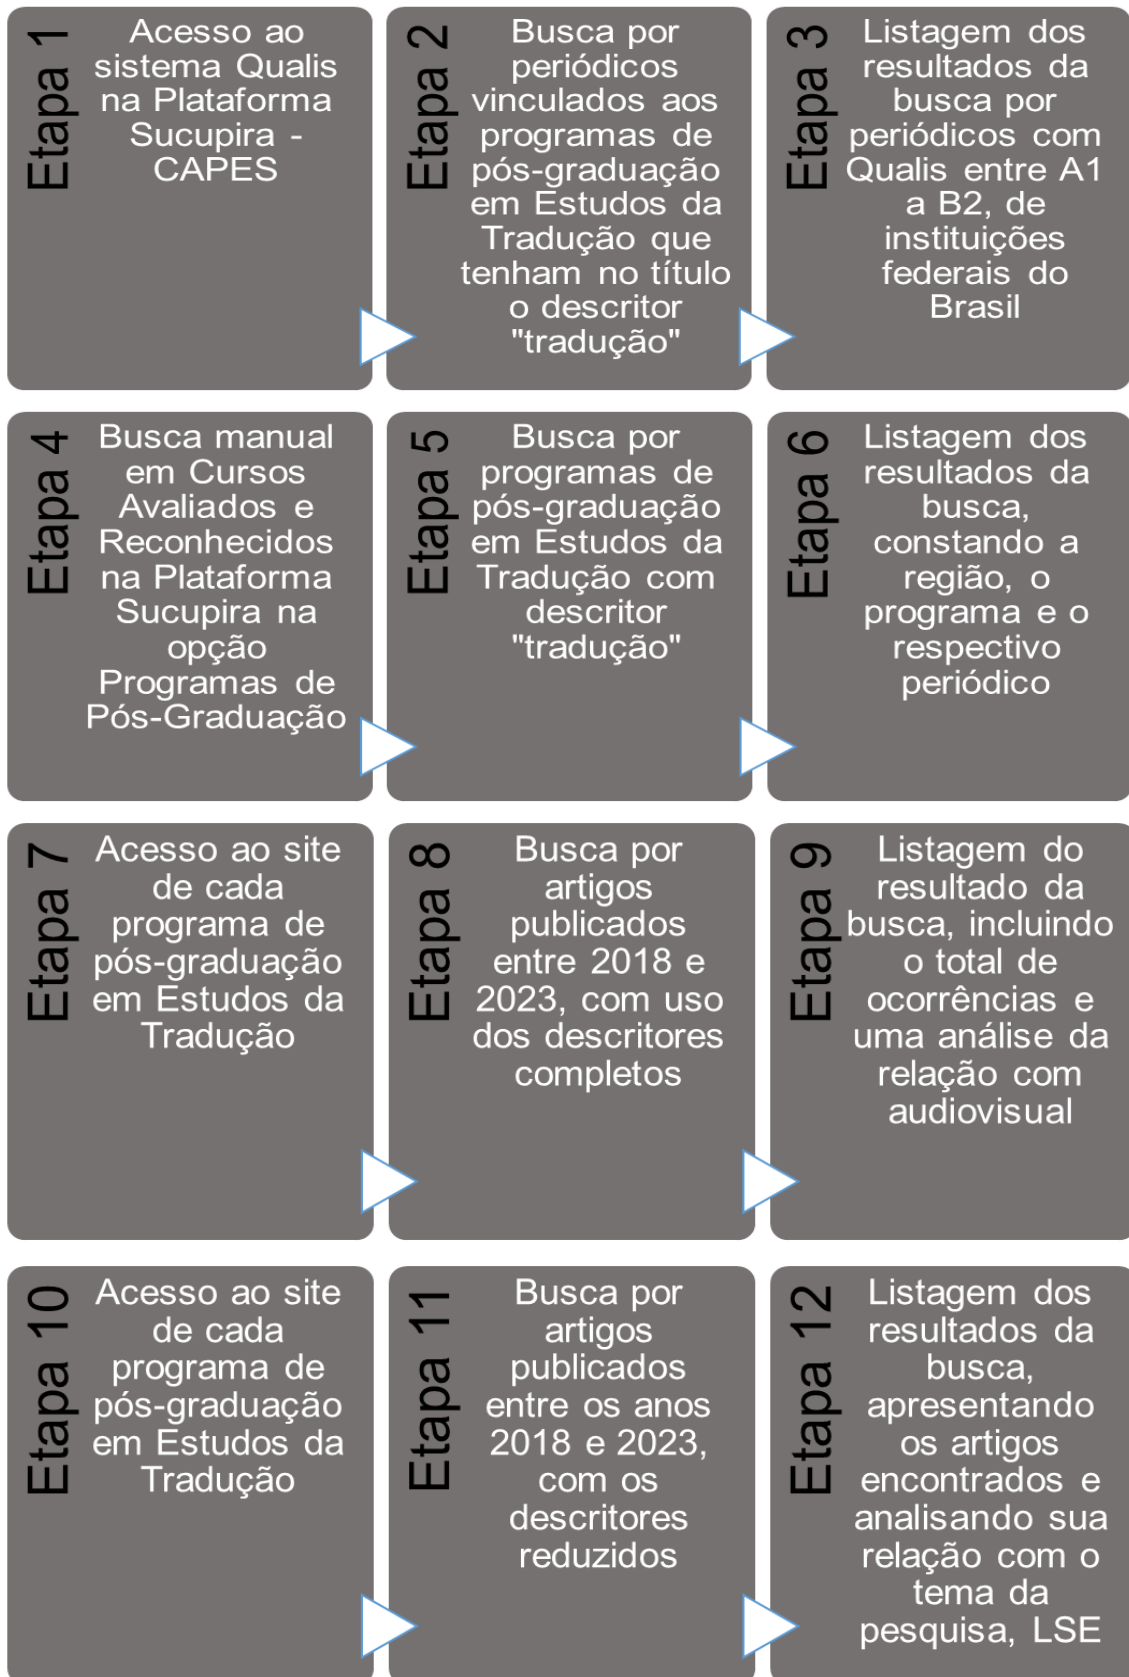 Etapa 1
Acesso ao
sistema Qualis
na Plataforma
Sucupira -
CAPES
Etapa 2
Busca por
periódicos
vinculados aos
programas de
pós-graduação
em Estudos da
Tradução que
tenham no título
o descritor
"tradução"
Etapa 3
Listagem dos
resultados da
busca por
periódicos com
Qualis entre A1
a B2, de
instituições
federais do
Brasil
Etapa 4
Busca manual
em Cursos
Avaliados e
Reconhecidos
na Plataforma
Sucupira na
opção
Programas de
Pós-Graduação
Etapa 5
Busca por
programas de
pós-graduação
em Estudos da
Tradução com
descritor
"tradução"
Etapa 6
Listagem dos
resultados da
busca,
constando a
região, o
programa e o
respectivo
periódico
Etapa 7
Acesso ao site
de cada
programa de
pós-graduação
em Estudos da
Tradução
Etapa 8
Busca por
artigos
publicados
entre 2018 e
2023, com uso
dos descritores
completos
Etapa 9
Listagem do
resultado da
busca, incluindo
o total de
ocorrências e
uma análise da
relação com
audiovisual
Etapa 10
Acesso ao site
de cada
programa de
pós-graduação
em Estudos da
Tradução
Etapa 11
Busca por
artigos
publicados
entre os anos
2018 e 2023,
com os
descritores
reduzidos
Etapa 12
Listagem dos
resultados da
busca,
apresentando
os artigos
encontrados e
analisando sua
relação com o
tema da
pesquisa, LSE